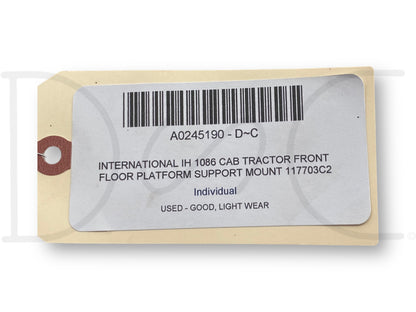 A0245190 - D~C
INTERNATIONAL IH 1086 CAB TRACTOR FRONT
FLOOR PLATFORM SUPPORT MOUNT 117703C2
Individual
USED - GOOD, LIGHT WEAR